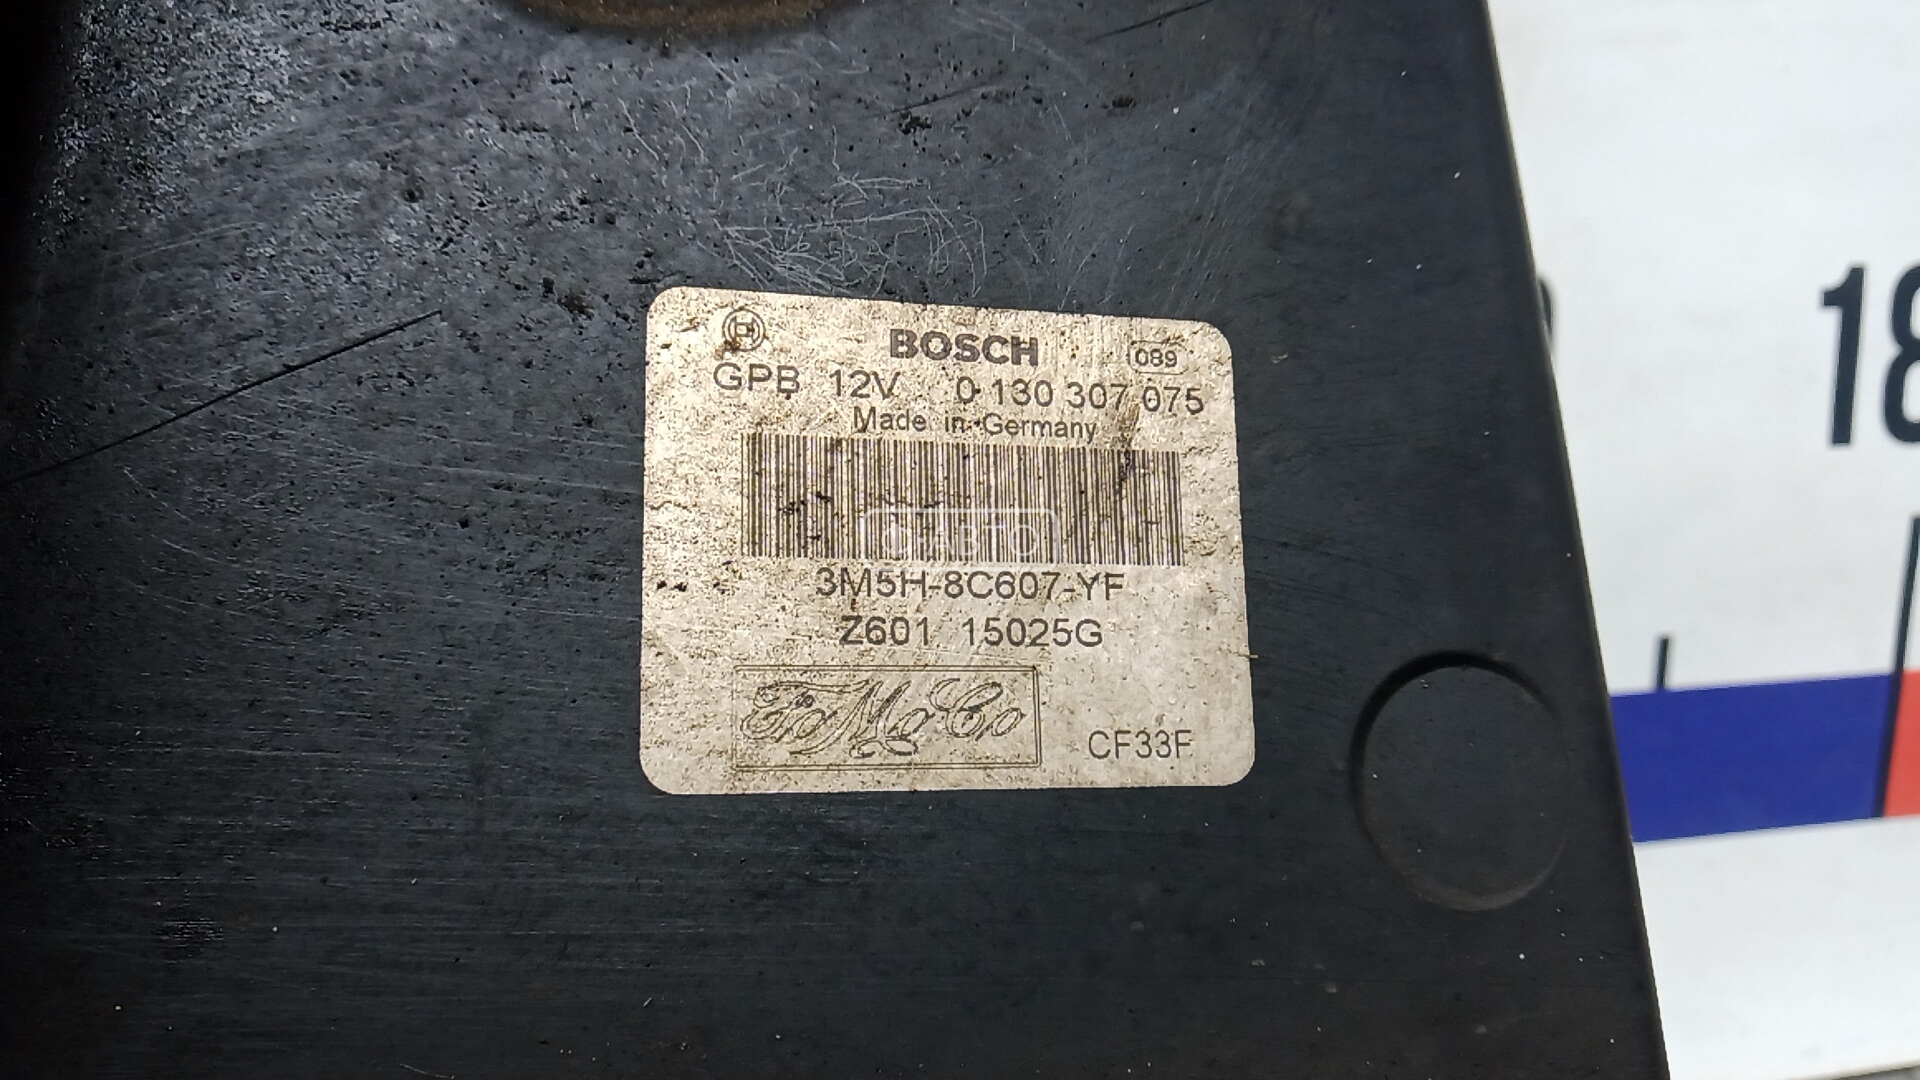 BOSCH 089
GPB 12V 0 130 307 075
Made in Germany
3M5H-8C607-YF
Z601 15025G
FoMoCo
CF33F
18